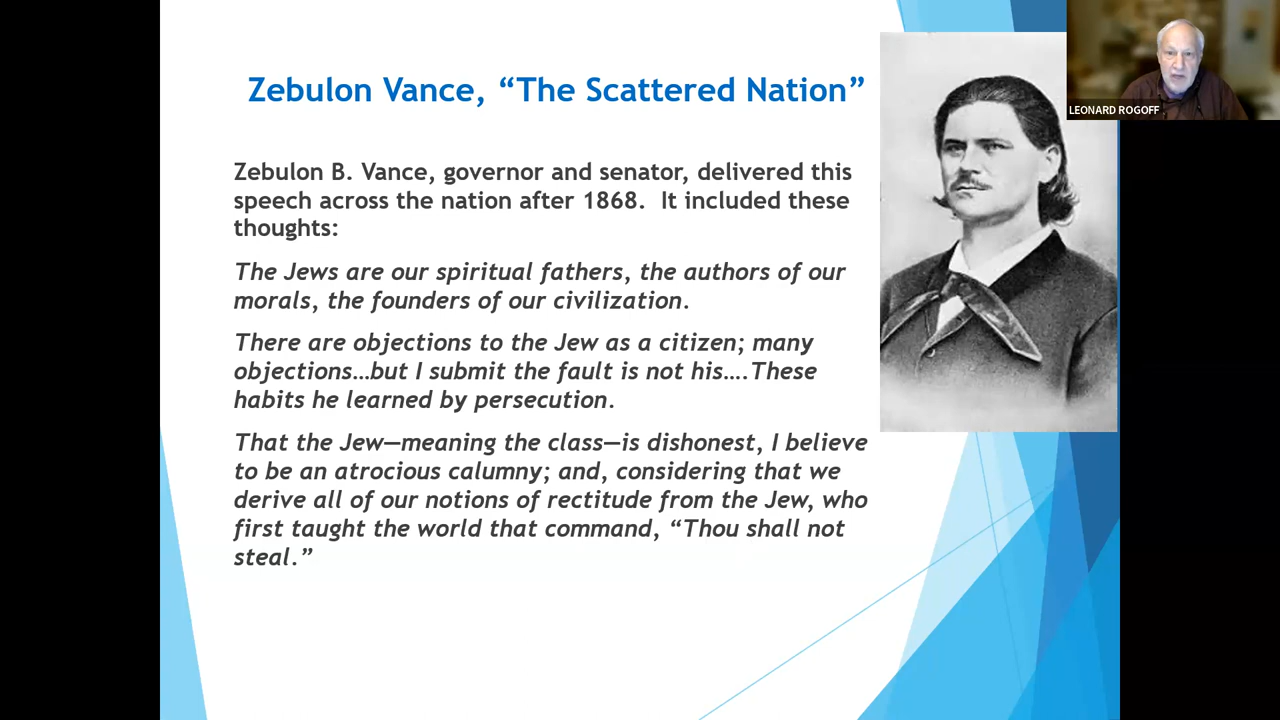 Zebulon Vance, “The Scattered Nation”
LEONARD ROGOFF
Zebulon B. Vance, governor and senator, delivered this
speech across the nation after 1868.  It included these
thoughts:
The Jews are our spiritual fathers, the authors of our
morals, the founders of our civilization.
There are objections to the Jew as a citizen; many
objections…but I submit the fault is not his….These
habits he learned by persecution.
That the Jew—meaning the class—is dishonest, I believe
to be an atrocious calumny; and, considering that we
derive all of our notions of rectitude from the Jew, who
first taught the world that command, “Thou shall not
steal.”